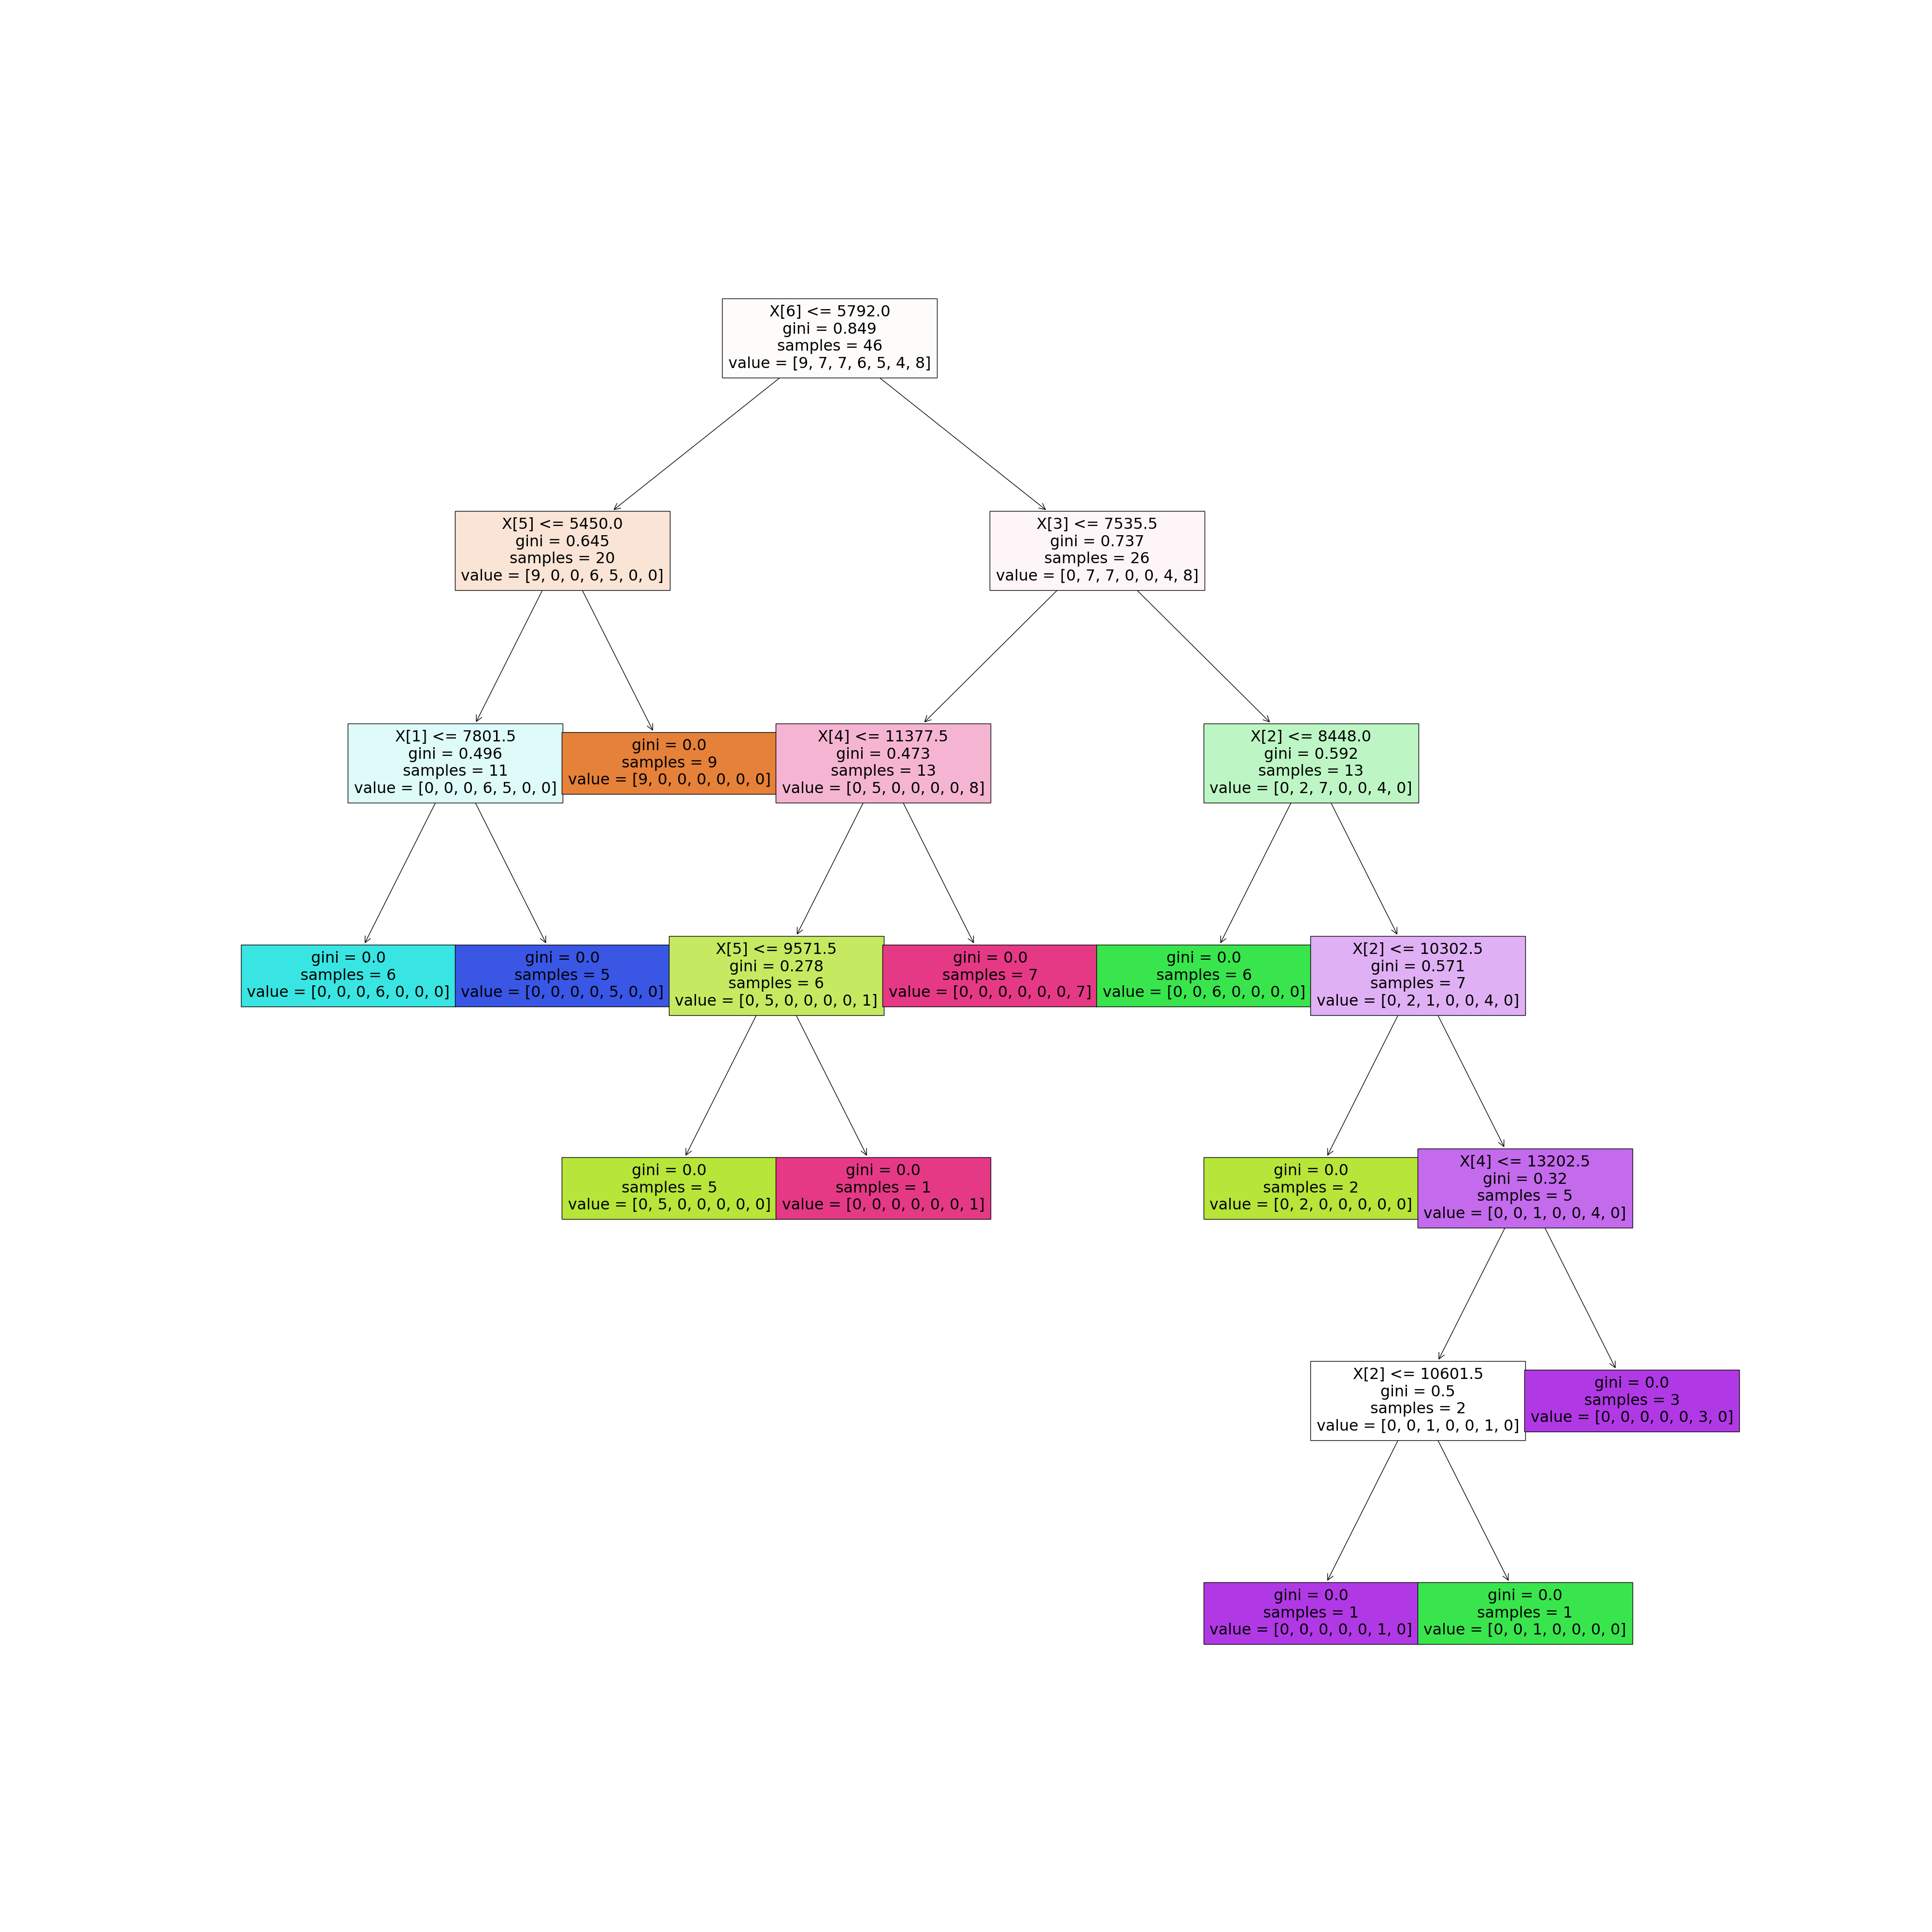 X[6] <= 5792.0
gini = 0.849
samples = 46
value = [9, 7, 7, 6, 5, 4, 8]
X[5] <= 5450.0
gini = 0.645
samples = 20
value = [9, 0, 0, 6, 5, 0, 0]
X[3] <= 7535.5
gini = 0.737
samples = 26
value = [0, 7, 7, 0, 0, 4, 8]
X[1] <= 7801.5
gini = 0.496
samples = 11
value = [0, 0, 0, 6, 5, 0, 0]
gini = 0.0
samples = 9
value = [9, 0, 0, 0, 0, 0, 0]
X[4] <= 11377.5
gini = 0.473
samples = 13
value = [0, 5, 0, 0, 0, 0, 8]
X[2] <= 8448.0
gini = 0.592
samples = 13
value = [0, 2, 7, 0, 0, 4, 0]
gini = 0.0
samples = 6
value = [0, 0, 0, 6, 0, 0, 0]
gini = 0.0
samples = 5
value = [0, 0, 0, 0, 5, 0, 0]
X[5] <= 9571.5
gini = 0.278
samples = 6
value = [0, 5, 0, 0, 0, 0, 1]
gini = 0.0
samples = 7
value = [0, 0, 0, 0, 0, 0, 7]
gini = 0.0
samples = 6
value = [0, 0, 6, 0, 0, 0, 0]
X[2] <= 10302.5
gini = 0.571
samples = 7
value = [0, 2, 1, 0, 0, 4, 0]
gini = 0.0
samples = 5
value = [0, 5, 0, 0, 0, 0, 0]
gini = 0.0
samples = 1
value = [0, 0, 0, 0, 0, 0, 1]
gini = 0.0
samples = 2
value = [0, 2, 0, 0, 0, 0, 0]
X[4] <= 13202.5
gini = 0.32
samples = 5
value = [0, 0, 1, 0, 0, 4, 0]
X[2] <= 10601.5
gini = 0.5
samples = 2
value = [0, 0, 1, 0, 0, 1, 0]
gini = 0.0
samples = 3
value = [0, 0, 0, 0, 0, 3, 0]
gini = 0.0
samples = 1
value = [0, 0, 0, 0, 0, 1, 0]
gini = 0.0
samples = 1
value = [0, 0, 1, 0, 0, 0, 0]